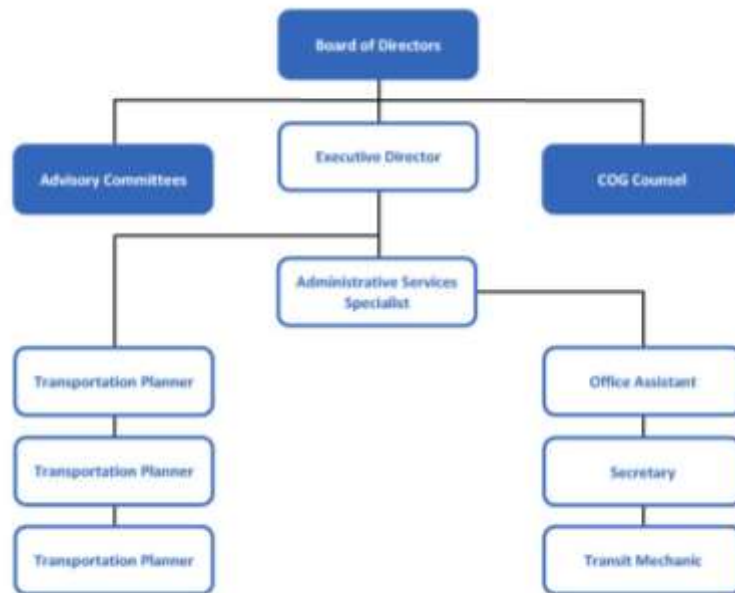 Board of Directors
Advisory Committees
Executive Director
COG Counsel
Administrative Services
Specialist
Transportation Planner
Office Assistant
Transportation Planner
Secretary
Transportation Planner
Transit Mechanic